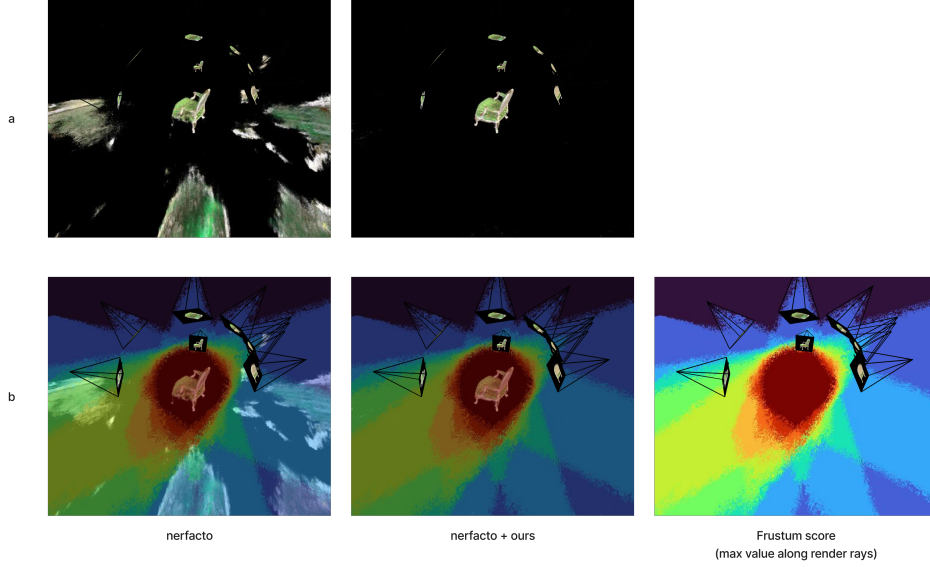 a
b
nerfacto
nerfacto + ours
Frustum score
(max value along render rays)